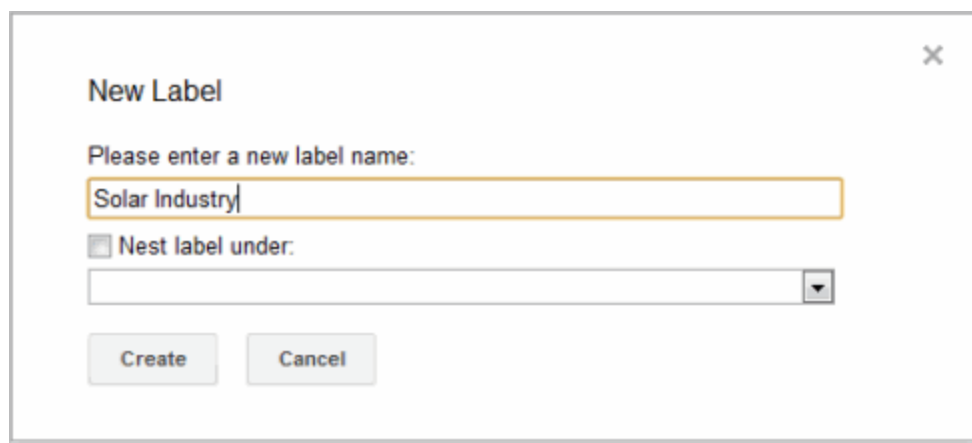 New Label
Please enter a new label name:
Solar Industry
Nest label under:
Create Cancel